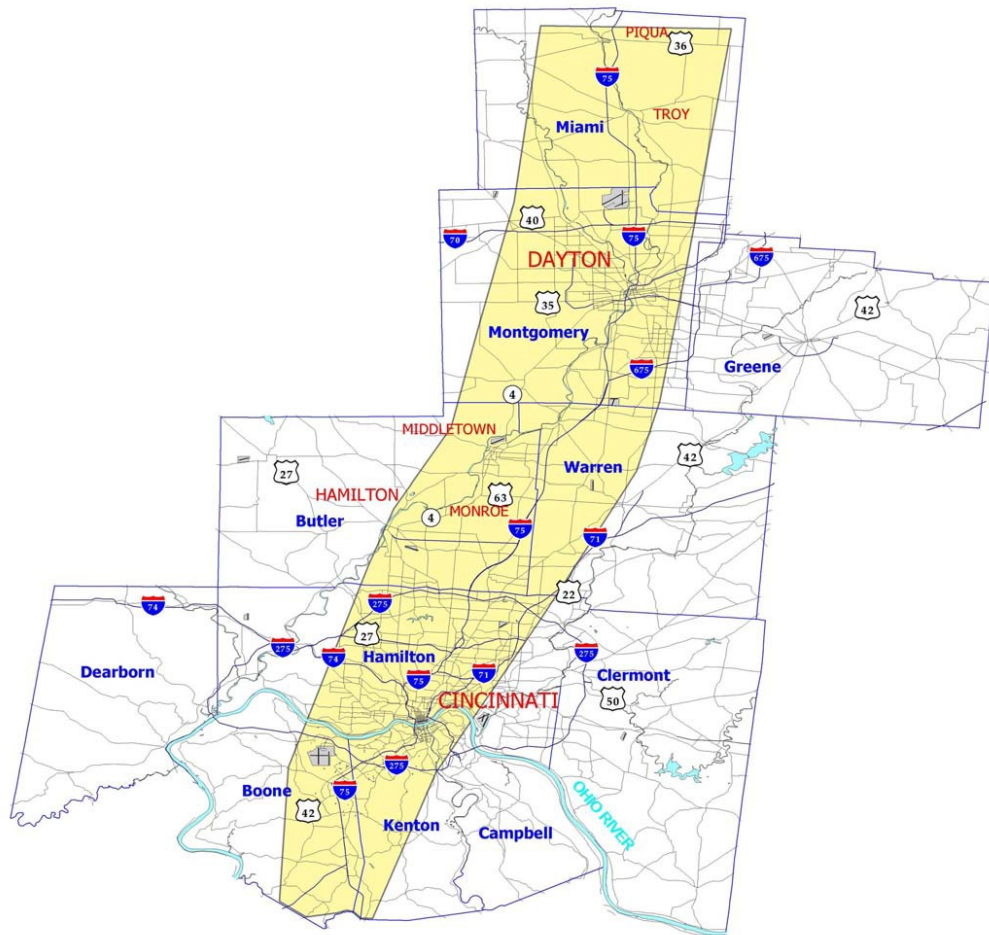 PIQUA
36
75
TROY
Miami
40
70
75
DAYTON
675
35
42
Montgomery
675
Greene
4
MIDDLETOWN
42
27
Warren
HAMILTON
63
MONROE
Butler
4
75
71
22
275
74
27
275
74
Hamilton
275
Dearborn
75
71
Clermont
CINCINNATI
50
275
Boone
75
OHIO RIVER
42
Kenton
Campbell